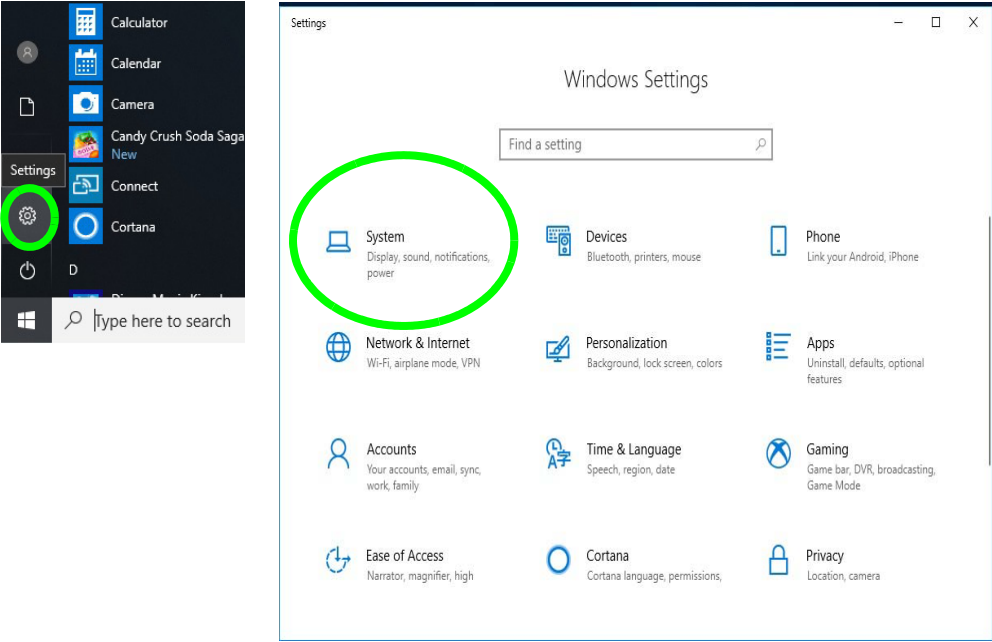 Calculator
Calendar
Camera
Candy Crush Soda Saga
New
Settings
Connect
Cortana
D
Type here to search
Settings
Windows Settings
Find a setting
System
Display, sound, notifications,
power
Devices
Bluetooth, printers, mouse
Phone
Link your Android, iPhone
Network & Internet
Wi-Fi, airplane mode, VPN
Personalization
Background, lock screen, colors
Apps
Uninstall, defaults, optional
features
Accounts
Your accounts, email, sync,
work, family
Time & Language
Speech, region, date
Gaming
Game bar, DVR, broadcasting,
Game Mode
Ease of Access
Narrator, magnifier, high
Cortana
Cortana language, permissions,
Privacy
Location, camera